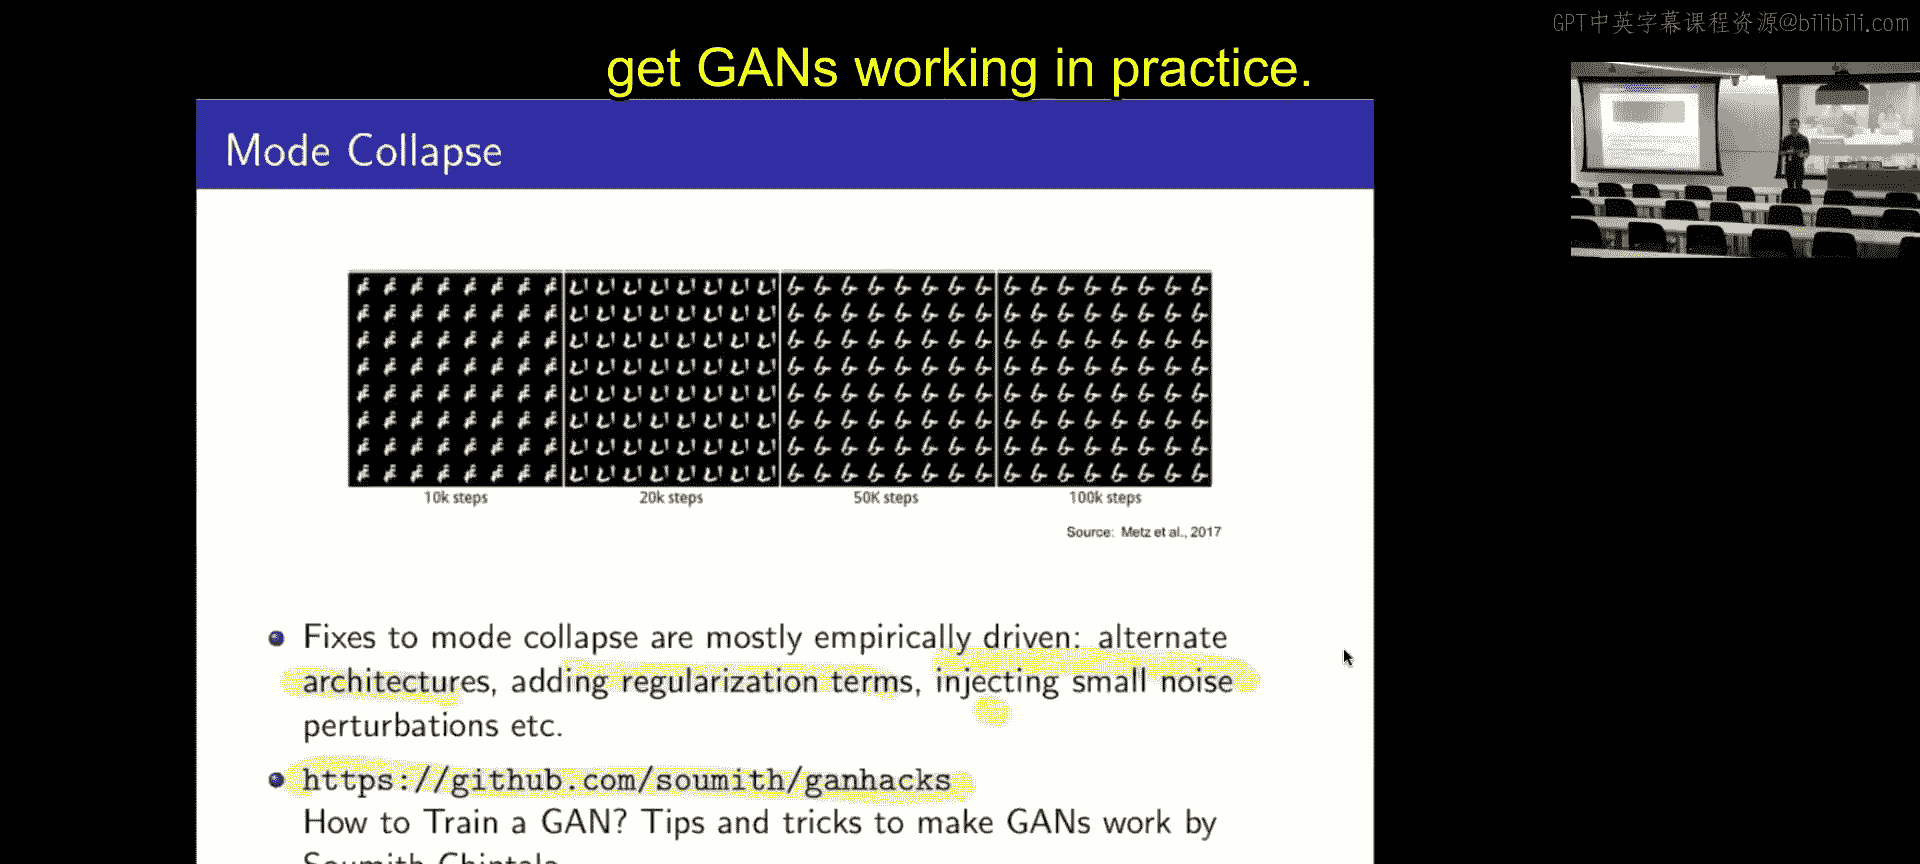 GPT中英字幕课程资源@bilibili.com
get GANs working in practice.
Mode Collapse
10k steps
20k steps
50K steps
100k steps
Source: Metz et al., 2017
Fixes to mode collapse are mostly empirically driven: alternate
architectures, adding regularization terms, injecting small noise
perturbations etc.
https://github.com/soumith/ganhacks
How to Train a GAN? Tips and tricks to make GANs work by
Soumith Chintala